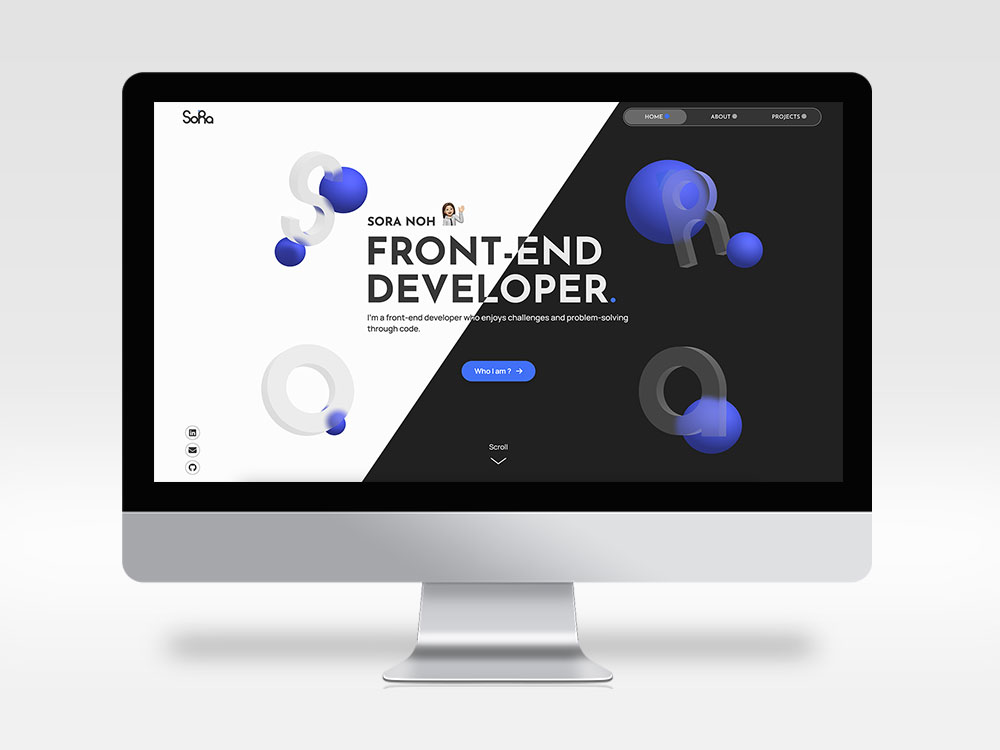 SoRa
HOME
ABOUT
PROJECTS
SORA NOH
FRONT-END
DEVELOPER.
I'm a front-end developer who enjoys challenges and problem-solving
through code.
Who I am ?
Scroll
S
R
O
a
in